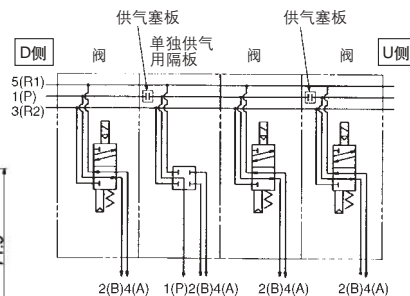 供气塞板
供气塞板
D侧
阀
单独供气
用隔板
阀
阀
U侧
5(R1)
1(P)
3(R2)
2(B)4(A)
1(P)2(B)4(A)
2(B)4(A)
2(B)4(A)